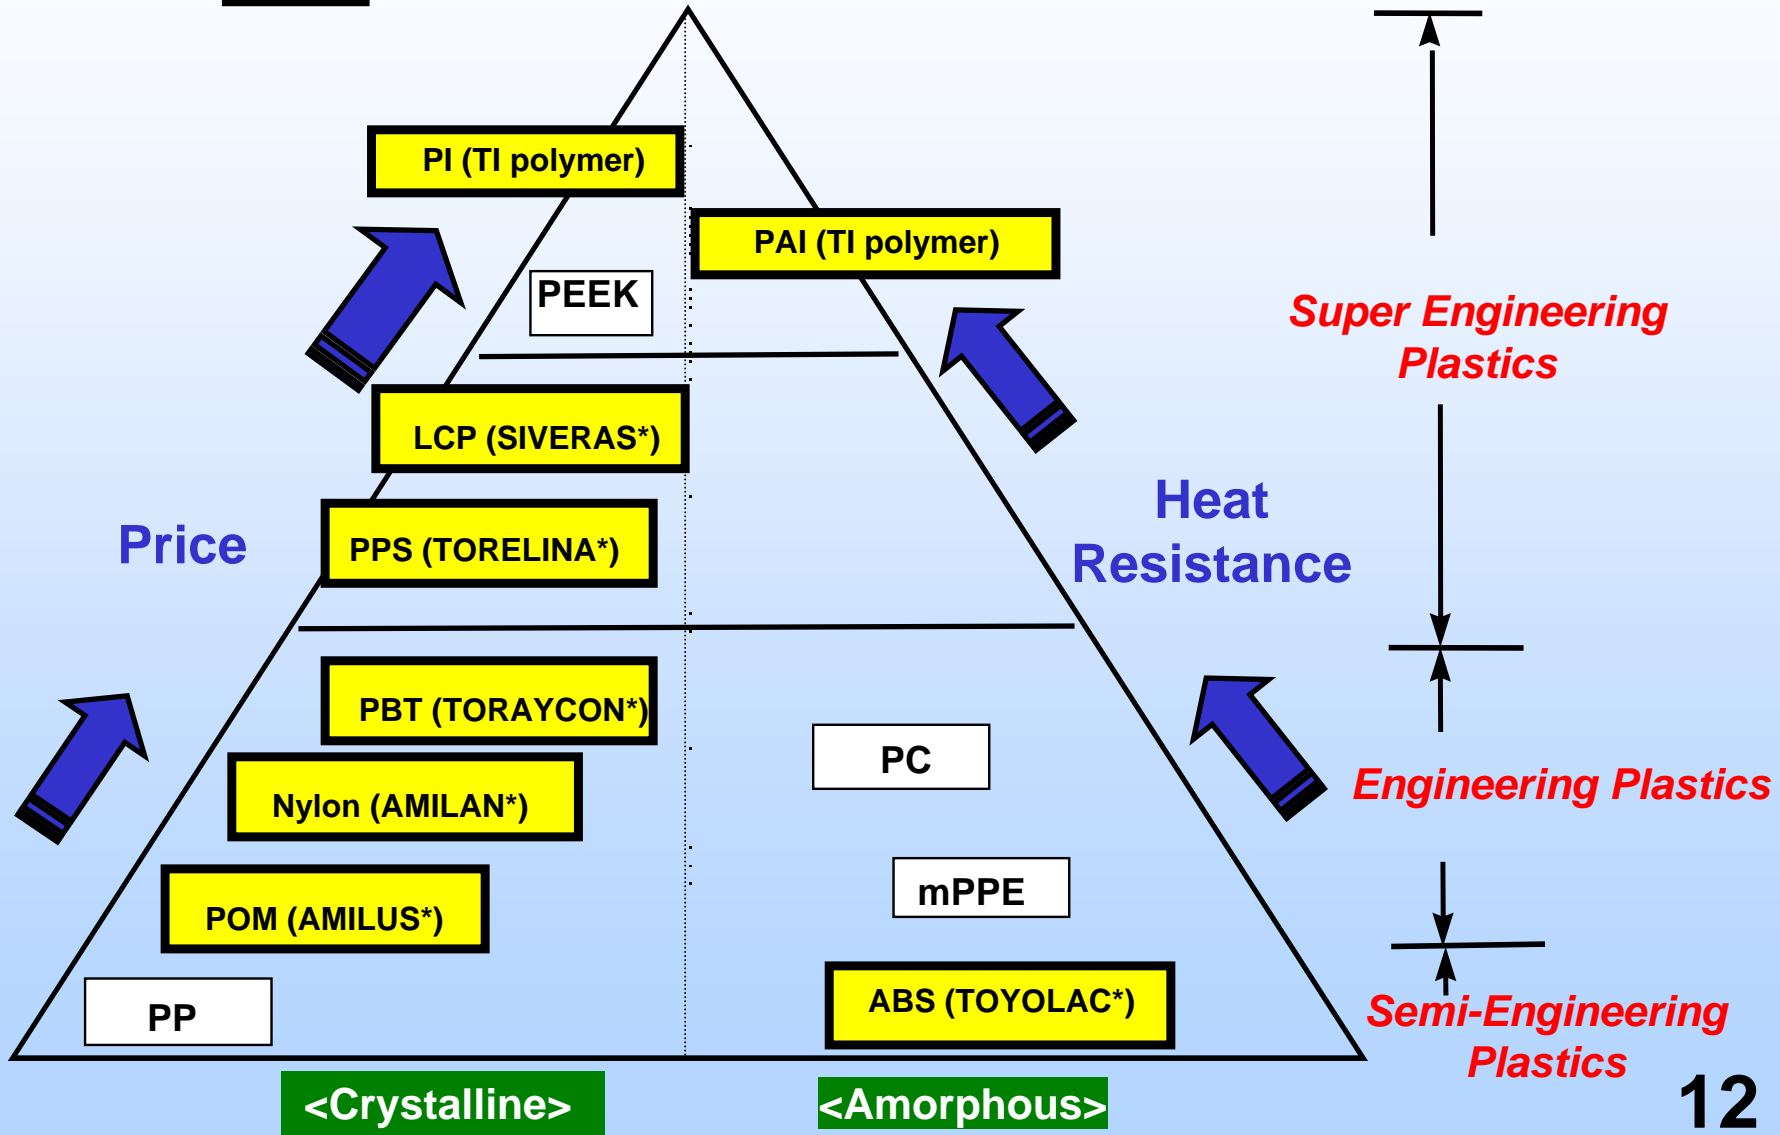 PI (TI polymer)
PAI (TI polymer)
PEEK
Super Engineering
Plastics
LCP (SIVERAS*)
Price
PPS (TORELINA*)
Heat
Resistance
PBT (TORAYCON*)
PC
Nylon (AMILAN*)
Engineering Plastics
mPPE
POM (AMILUS*)
PP
ABS (TOYOLAC*)
Semi-Engineering
Plastics
<Crystalline>
<Amorphous>
12